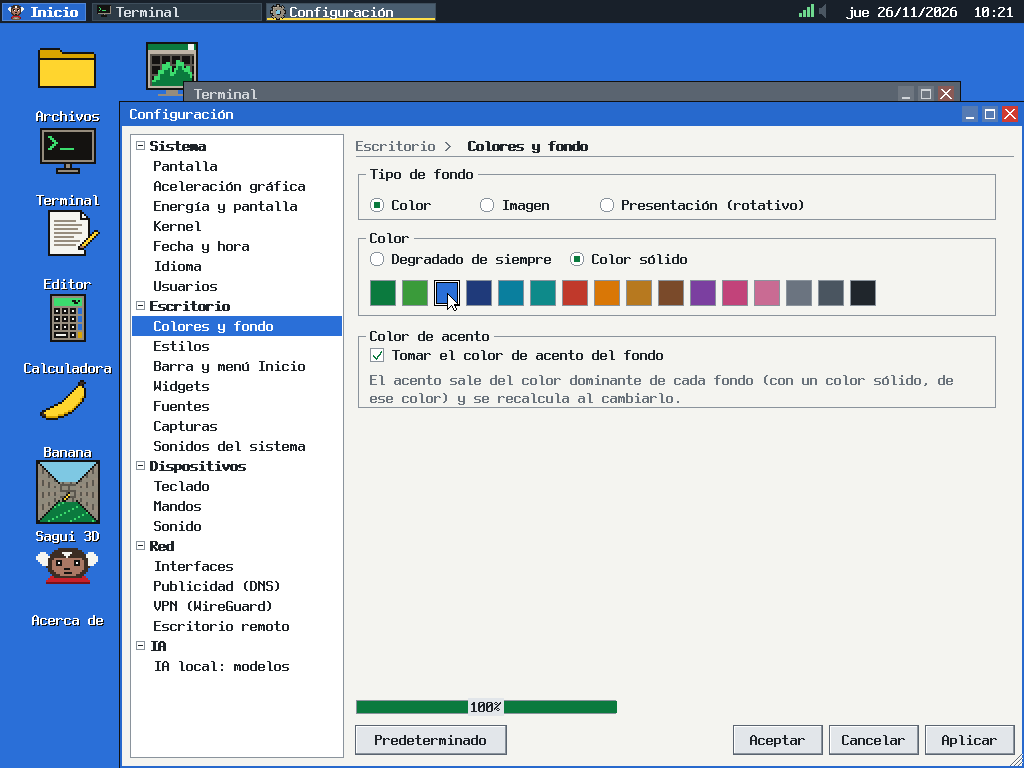 Inicio
Terminal
Configuración
jue 26/11/2026 10:21
Archivos
Terminal
Editor
Calculadora
Banana
Sagui 3D
Acerca de
Terminal
Configuración
Sistema
Pantalla
Aceleración gráfica
Energía y pantalla
Kernel
Fecha y hora
Idioma
Usuarios
Escritorio
Colores y fondo
Estilos
Barra y menú Inicio
Widgets
Fuentes
Capturas
Sonidos del sistema
Dispositivos
Teclado
Mandos
Sonido
Red
Interfaces
Publicidad (DNS)
VPN (WireGuard)
Escritorio remoto
IA
IA local: modelos
Escritorio > Colores y fondo
Tipo de fondo
Color Imagen Presentación (rotativo)
Color
Degradado de siempre Color sólido
Color de acento
Tomar el color de acento del fondo
El acento sale del color dominante de cada fondo (con un color sólido, de
ese color) y se recalcula al cambiarlo.
100%
Predeterminado Aceptar Cancelar Aplicar